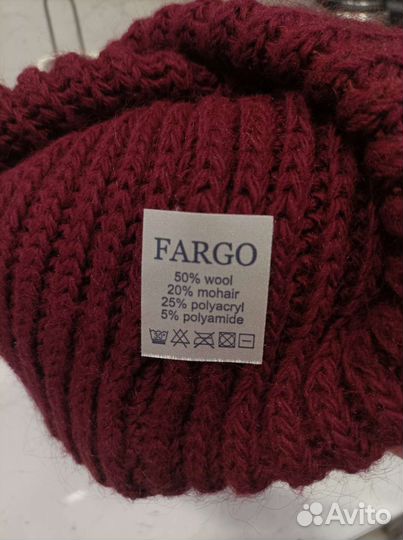 FARGO
50% wool
20% mohair
25% polyacryl
5% polyamide
Avito